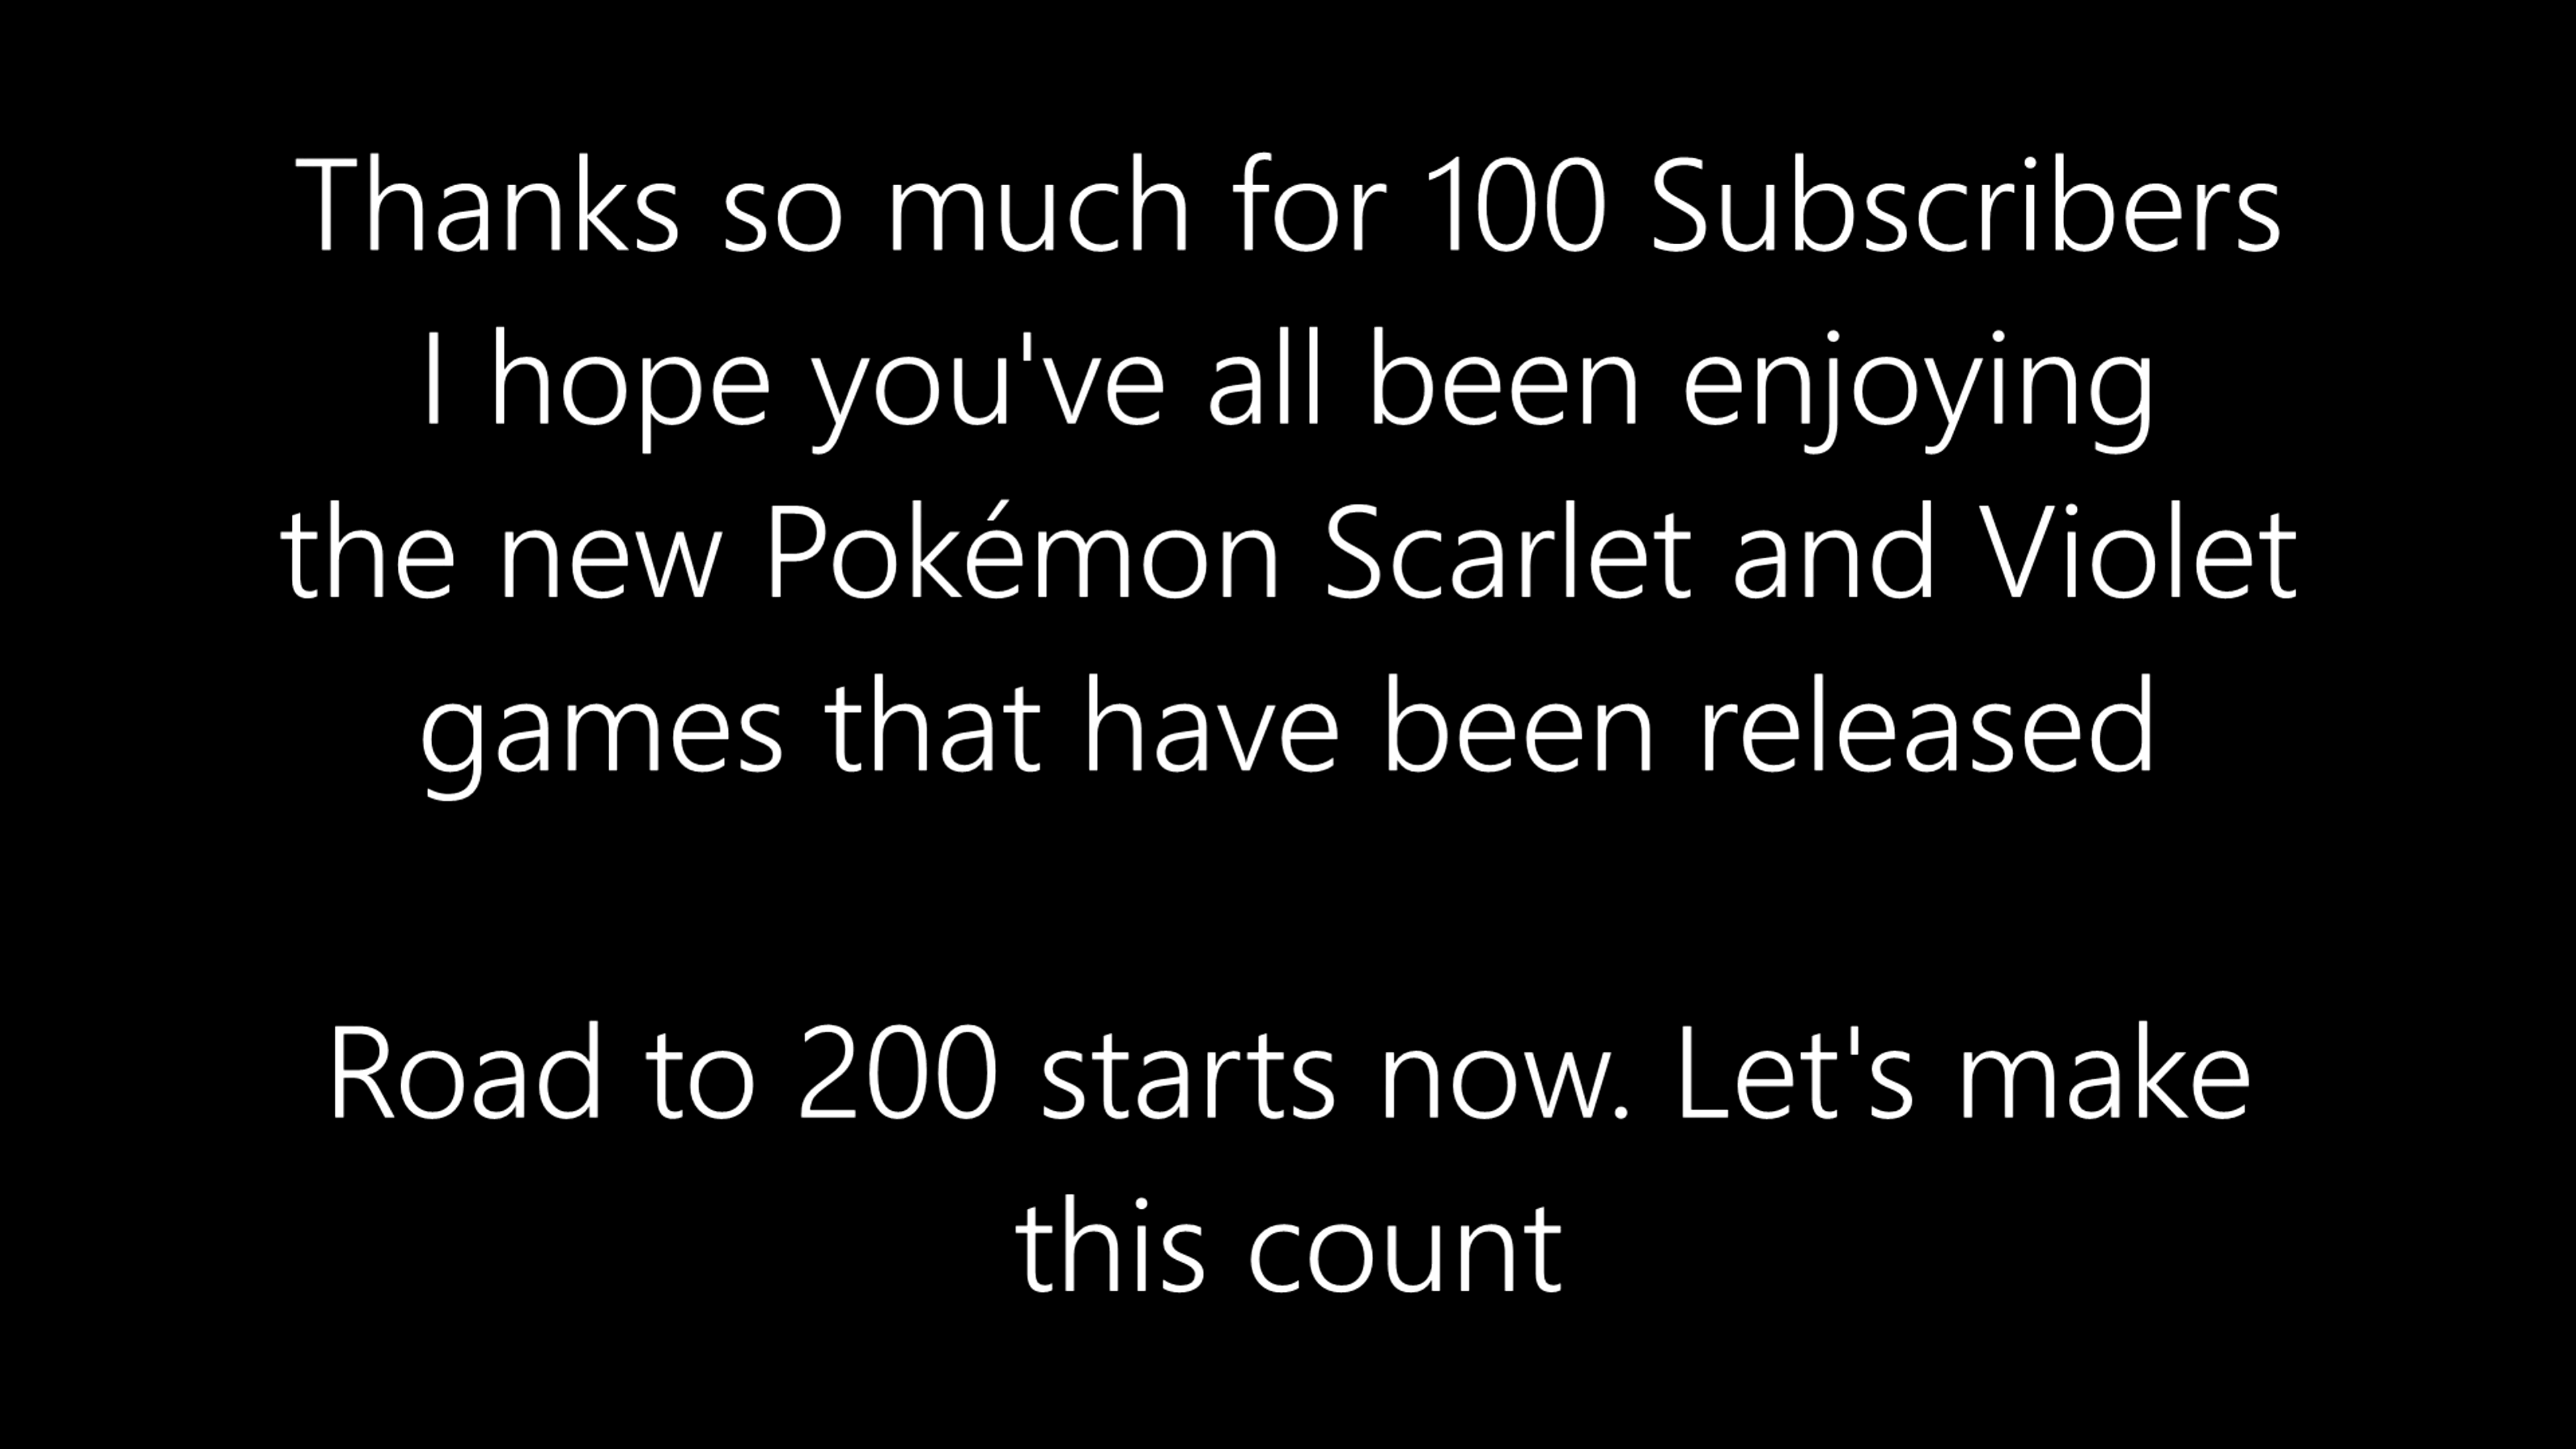 Thanks so much for 100 Subscribers
I hope you've all been enjoying
the new Pokémon Scarlet and Violet
games that have been released
Road to 200 starts now. Let's make
this count